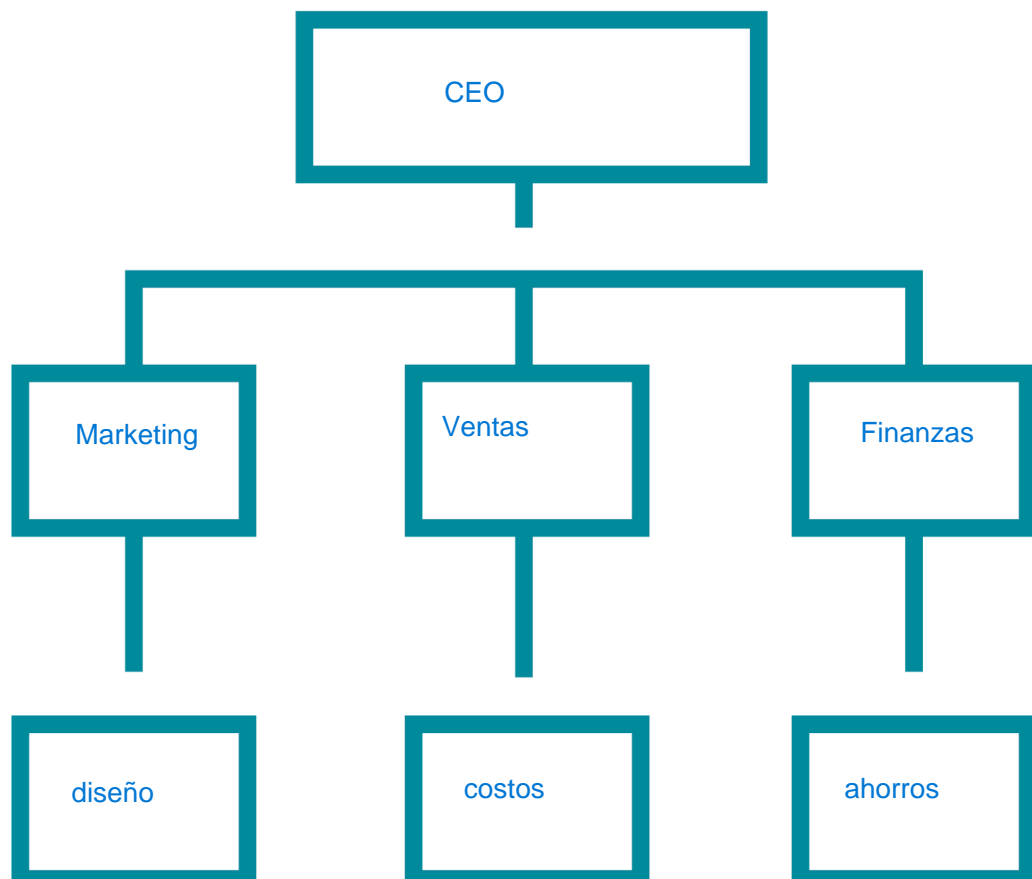 CEO
Marketing
Ventas
Finanzas
diseño
costos
ahorros